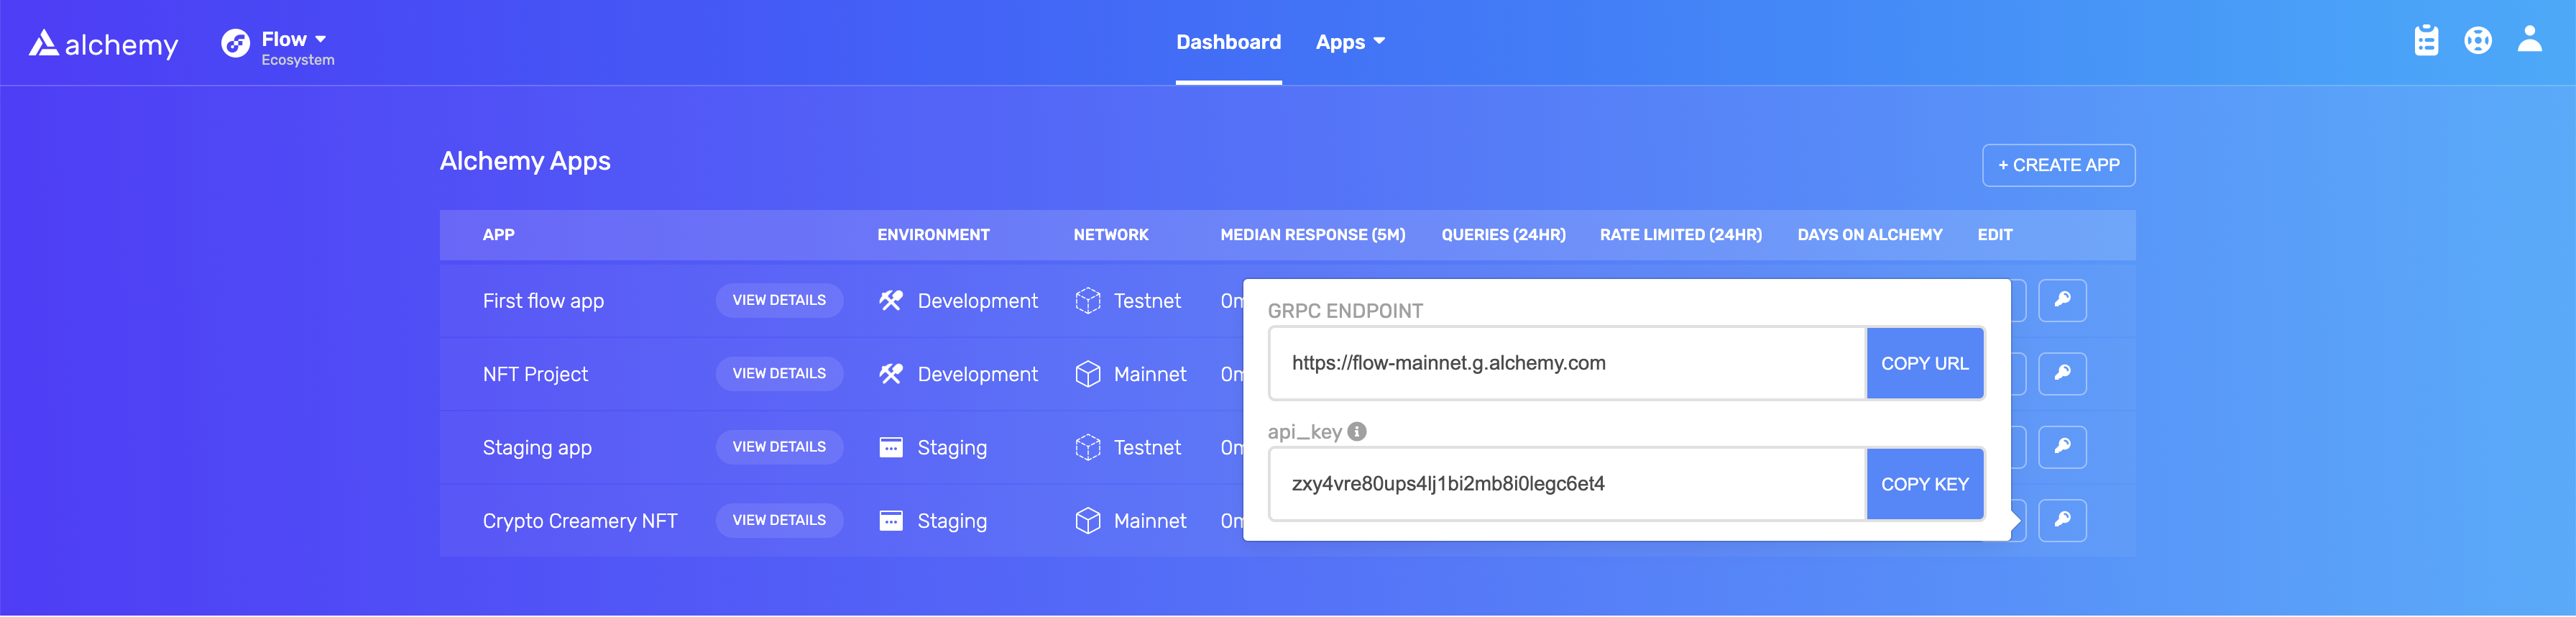 alchemy
Flow
Ecosystem
Dashboard Apps
Alchemy Apps
+ CREATE APP
APP ENVIRONMENT NETWORK MEDIAN RESPONSE (5M) QUERIES (24HR) RATE LIMITED (24HR) DAYS ON ALCHEMY EDIT
First flow app VIEW DETAILS Development Testnet 0m
NFT Project VIEW DETAILS Development Mainnet 0m
Staging app VIEW DETAILS Staging Testnet 0m
Crypto Creamery NFT VIEW DETAILS Staging Mainnet 0m
GRPC ENDPOINT
https://flow-mainnet.g.alchemy.com COPY URL
api_key
zxy4vre80ups4lj1bi2mb8i0legc6et4 COPY KEY